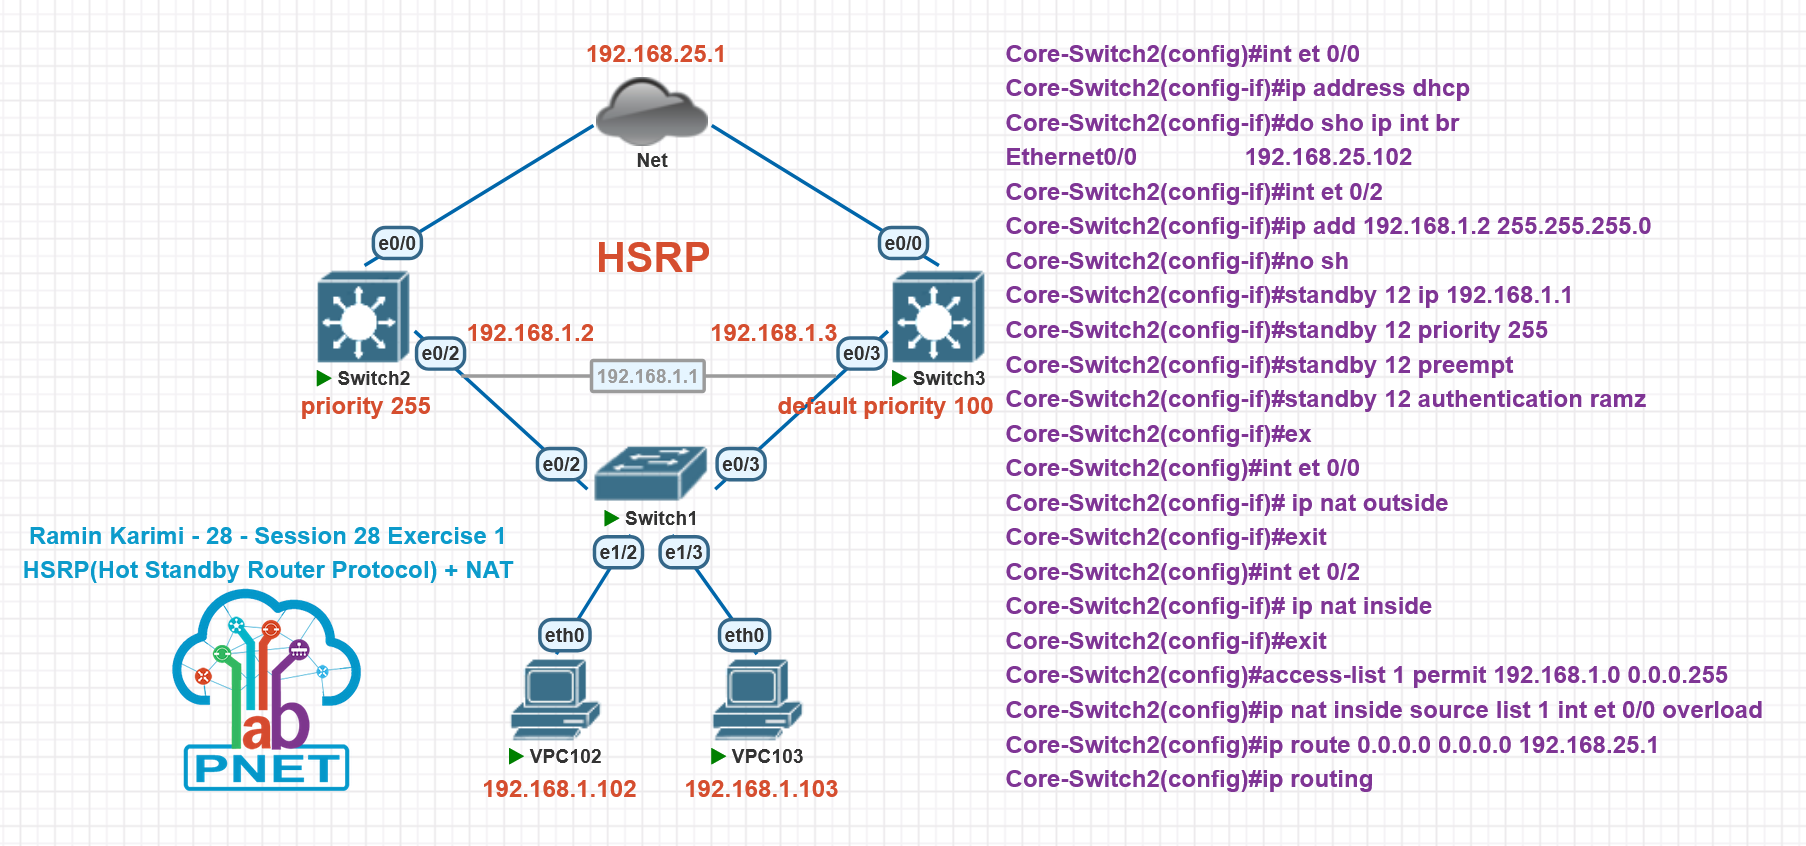 192.168.25.1
Net
e0/0
e0/0
HSRP
192.168.1.2
192.168.1.3
e0/2
e0/3
192.168.1.1
Switch2
Switch3
priority 255
default priority 100
e0/2
e0/3
Switch1
e1/2
e1/3
Ramin Karimi - 28 - Session 28 Exercise 1
HSRP(Hot Standby Router Protocol) + NAT
eth0
eth0
lab
PNET
VPC102
VPC103
192.168.1.102
192.168.1.103
Core-Switch2(config)#int et 0/0
Core-Switch2(config-if)#ip address dhcp
Core-Switch2(config-if)#do sho ip int br
Ethernet0/0 192.168.25.102
Core-Switch2(config-if)#int et 0/2
Core-Switch2(config-if)#ip add 192.168.1.2 255.255.255.0
Core-Switch2(config-if)#no sh
Core-Switch2(config-if)#standby 12 ip 192.168.1.1
Core-Switch2(config-if)#standby 12 priority 255
Core-Switch2(config-if)#standby 12 preempt
Core-Switch2(config-if)#standby 12 authentication ramz
Core-Switch2(config-if)#ex
Core-Switch2(config)#int et 0/0
Core-Switch2(config-if)# ip nat outside
Core-Switch2(config-if)#exit
Core-Switch2(config)#int et 0/2
Core-Switch2(config-if)# ip nat inside
Core-Switch2(config-if)#exit
Core-Switch2(config)#access-list 1 permit 192.168.1.0 0.0.0.255
Core-Switch2(config)#ip nat inside source list 1 int et 0/0 overload
Core-Switch2(config)#ip route 0.0.0.0 0.0.0.0 192.168.25.1
Core-Switch2(config)#ip routing